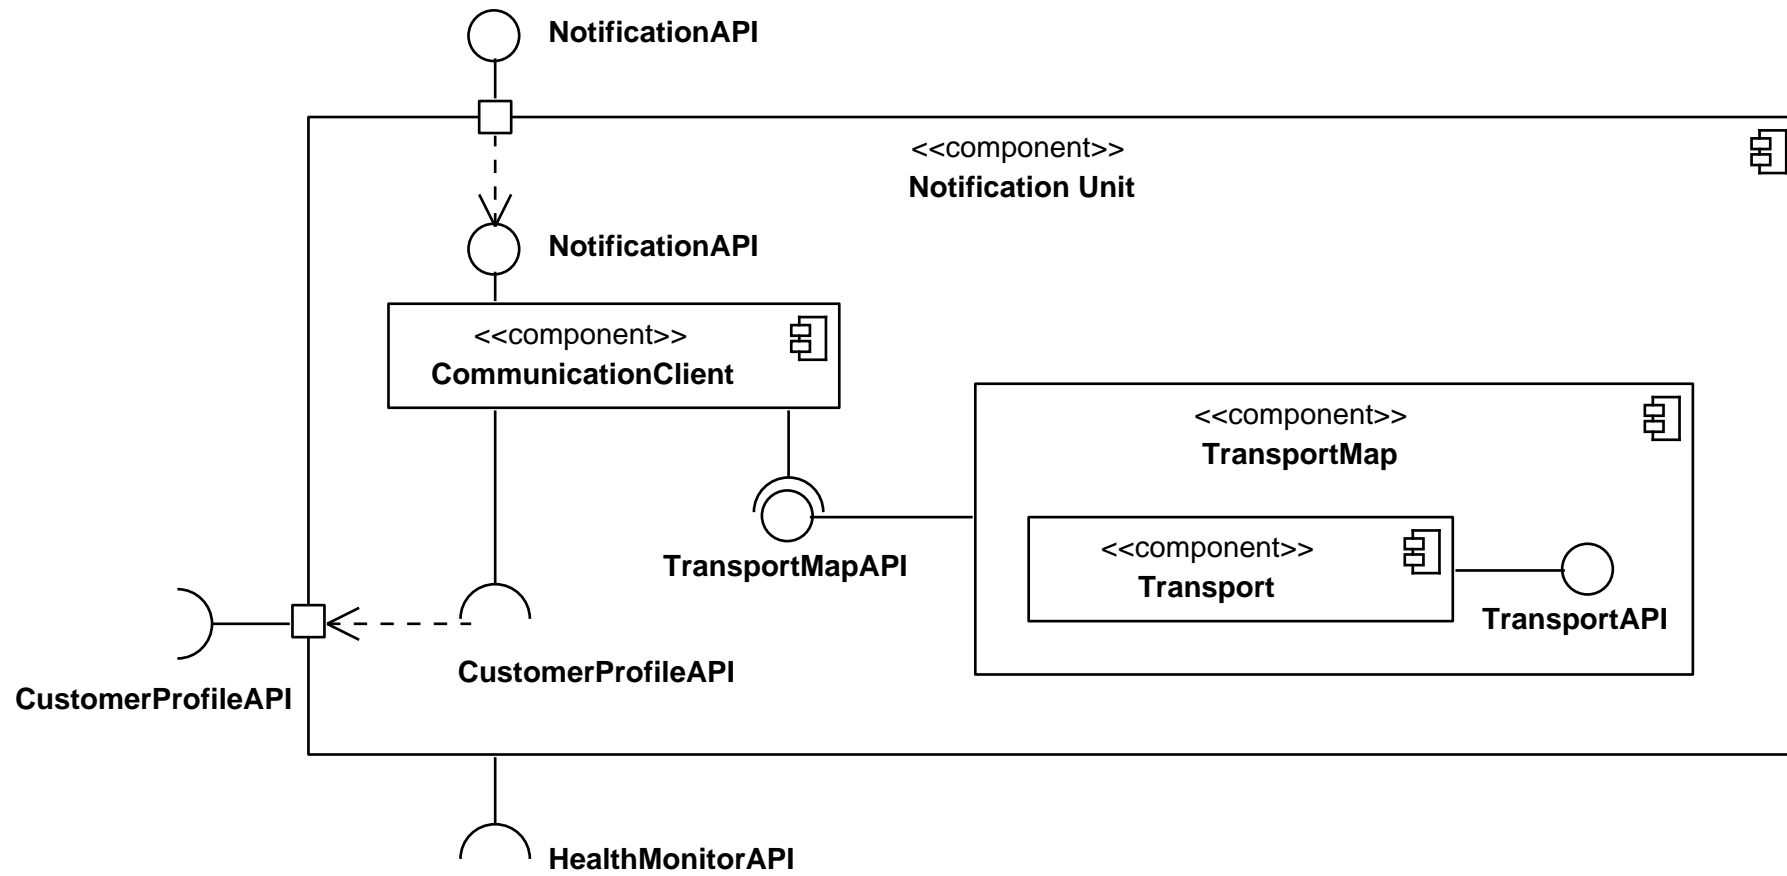 NotificationAPI
<<component>>
Notification Unit
NotificationAPI
<<component>>
CommunicationClient
<<component>>
TransportMap
<<component>>
Transport
TransportMapAPI
TransportAPI
CustomerProfileAPI
CustomerProfileAPI
HealthMonitorAPI